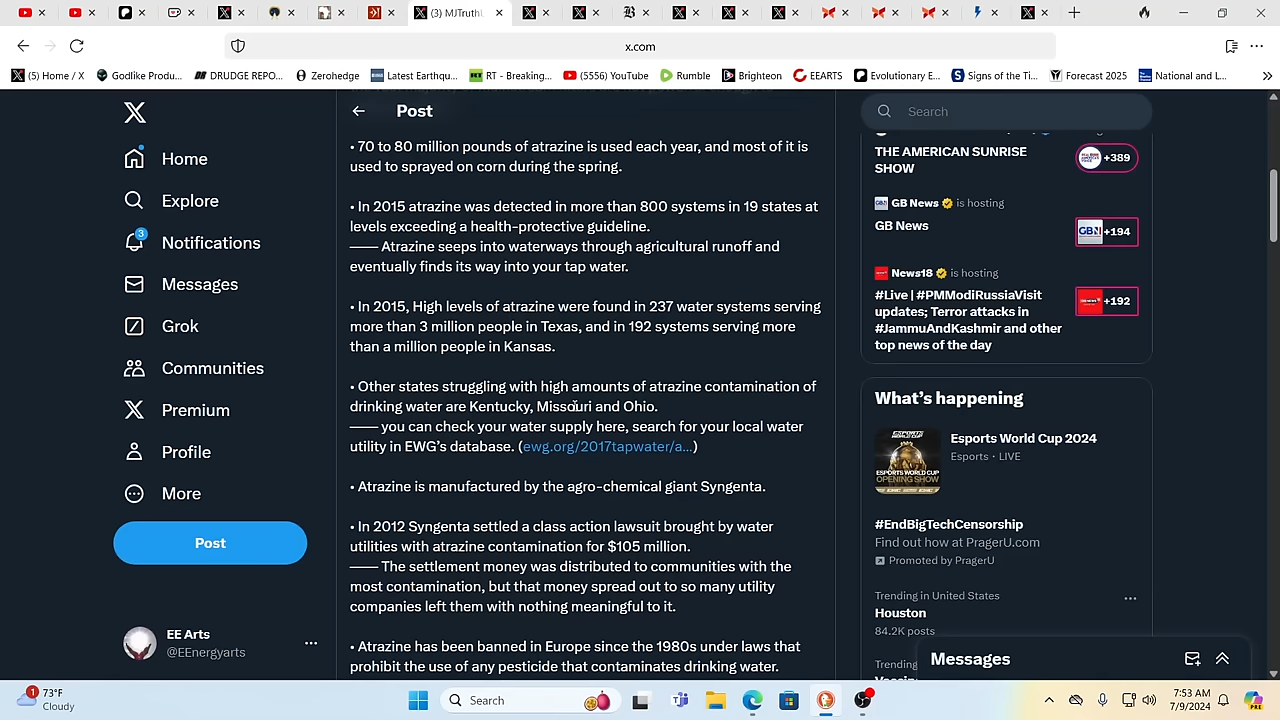 (3) MJTruthU
x.com
(5) Home / X
Godlike Produ...
DRUDGE REPO...
Zerohedge
Latest Earthqu...
RT - Breaking...
(5556) YouTube
Rumble
Brighteon
EEARTS
Evolutionary E...
Signs of the Ti...
Forecast 2025
National and L...
Post
Search
Home
Explore
3
Notifications
Messages
Grok
Communities
Premium
Profile
More
Post
EE Arts
@EEnergyarts
• 70 to 80 million pounds of atrazine is used each year, and most of it is
used to sprayed on corn during the spring.
• In 2015 atrazine was detected in more than 800 systems in 19 states at
levels exceeding a health-protective guideline.
—— Atrazine seeps into waterways through agricultural runoff and
eventually finds its way into your tap water.
• In 2015, High levels of atrazine were found in 237 water systems serving
more than 3 million people in Texas, and in 192 systems serving more
than a million people in Kansas.
• Other states struggling with high amounts of atrazine contamination of
drinking water are Kentucky, Missouri and Ohio.
—— you can check your water supply here, search for your local water
utility in EWG’s database. (ewg.org/2017tapwater/a...)
• Atrazine is manufactured by the agro-chemical giant Syngenta.
• In 2012 Syngenta settled a class action lawsuit brought by water
utilities with atrazine contamination for $105 million.
—— The settlement money was distributed to communities with the
most contamination, but that money spread out to so many utility
companies left them with nothing meaningful to it.
• Atrazine has been banned in Europe since the 1980s under laws that
prohibit the use of any pesticide that contaminates drinking water.
THE AMERICAN SUNRISE
SHOW
+389
GB News is hosting
GB News
GBN +194
News18 is hosting
#Live | #PMModiRussiaVisit
updates; Terror attacks in
#JammuAndKashmir and other
top news of the day
+192
What’s happening
ESPORTS WORLD CUP OPENING SHOW
Esports World Cup 2024
Esports · LIVE
#EndBigTechCensorship
Find out how at PragerU.com
Promoted by PragerU
Trending in United States
Houston
84.2K posts
Trending
Messages
1
73°F
Cloudy
Search
7:53 AM
7/9/2024
PRE